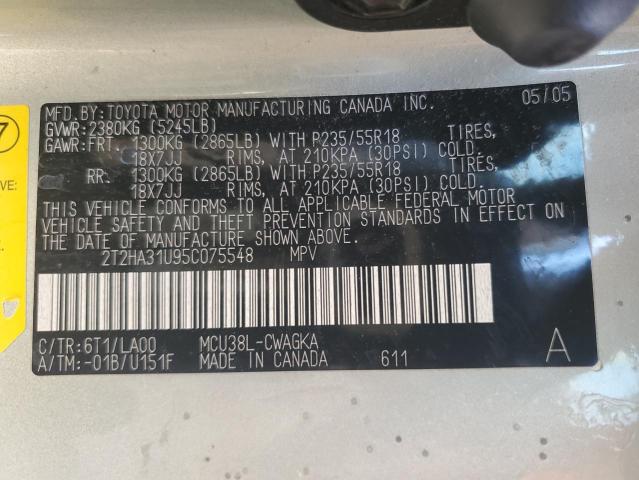 MFD.BY:TOYOTA MOTOR MANUFACTURING CANADA INC. 05/05
GVWR:2380KG (5245LB)
GAWR:FRT. 1300KG (2865LB) WITH P235/55R18 TIRES,
18X7JJ RIMS, AT 210KPA (30PSI) COLD.
RR. 1300KG (2865LB) WITH P235/55R18 TIRES,
18X7JJ RIMS, AT 210KPA (30PSI) COLD.
THIS VEHICLE CONFORMS TO ALL APPLICABLE FEDERAL MOTOR
VEHICLE SAFETY AND THEFT PREVENTION STANDARDS IN EFFECT ON
THE DATE OF MANUFACTURE SHOWN ABOVE.
2T2HA31U95C075548 MPV
C/TR:6T1/LA00 MCU38L-CWAGKA
A/TM:-01B/U151F MADE IN CANADA 611 A
7
VE: